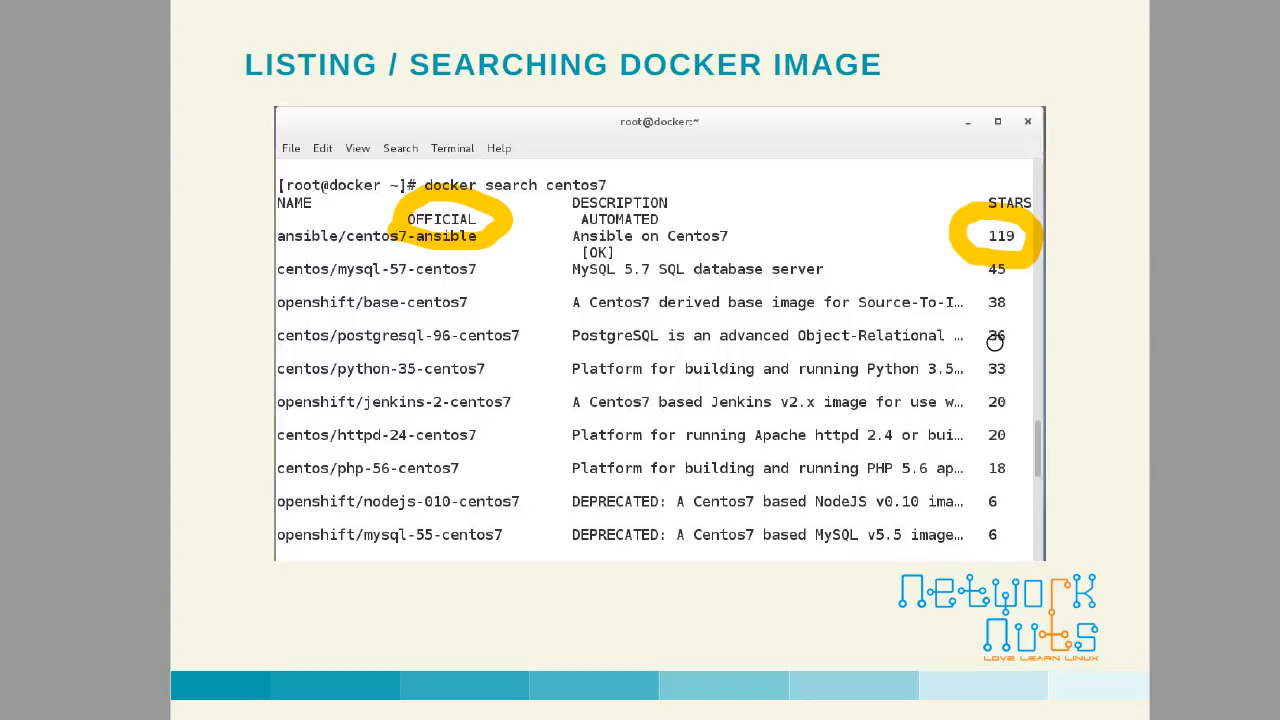 LISTING / SEARCHING DOCKER IMAGE
root@docker:~
File Edit View Search Terminal Help
[root@docker ~]# docker search centos7
NAME DESCRIPTION STARS
OFFICIAL AUTOMATED
ansible/centos7-ansible Ansible on Centos7 119
[OK]
centos/mysql-57-centos7 MySQL 5.7 SQL database server 45
openshift/base-centos7 A Centos7 derived base image for Source-To-I… 38
centos/postgresql-96-centos7 PostgreSQL is an advanced Object-Relational … 36
centos/python-35-centos7 Platform for building and running Python 3.5… 33
openshift/jenkins-2-centos7 A Centos7 based Jenkins v2.x image for use w… 20
centos/httpd-24-centos7 Platform for running Apache httpd 2.4 or bui… 20
centos/php-56-centos7 Platform for building and running PHP 5.6 ap… 18
openshift/nodejs-010-centos7 DEPRECATED: A Centos7 based NodeJS v0.10 ima… 6
openshift/mysql-55-centos7 DEPRECATED: A Centos7 based MySQL v5.5 image… 6
Network
Nuts
LOVE LEARN LINUX